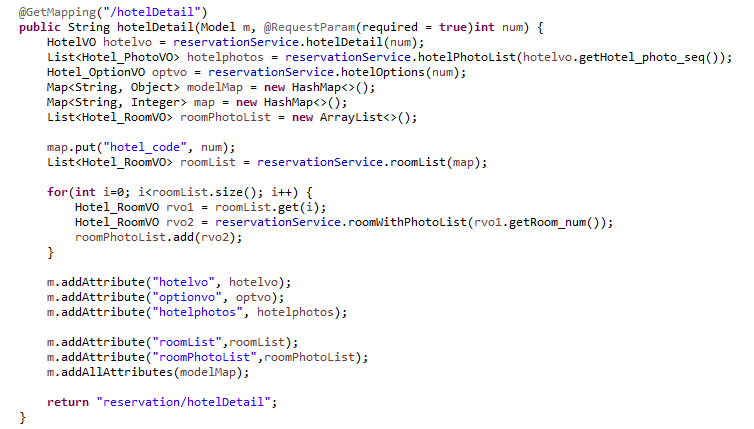 @GetMapping("/hotelDetail")
public String hotelDetail(Model m, @RequestParam(required = true)int num) {
    HotelVO hotelvo = reservationService.hotelDetail(num);
    List<Hotel_PhotoVO> hotelphotos = reservationService.hotelPhotoList(hotelvo.getHotel_photo_seq());
    Hotel_OptionVO optvo = reservationService.hotelOptions(num);
    Map<String, Object> modelMap = new HashMap<>();
    Map<String, Integer> map = new HashMap<>();
    List<Hotel_RoomVO> roomPhotoList = new ArrayList<>();

    map.put("hotel_code", num);
    List<Hotel_RoomVO> roomList = reservationService.roomList(map);

    for(int i=0; i<roomList.size(); i++) {
        Hotel_RoomVO rvo1 = roomList.get(i);
        Hotel_RoomVO rvo2 = reservationService.roomWithPhotoList(rvo1.getRoom_num());
        roomPhotoList.add(rvo2);
    }

    m.addAttribute("hotelvo", hotelvo);
    m.addAttribute("optionvo", optvo);
    m.addAttribute("hotelphotos", hotelphotos);

    m.addAttribute("roomList",roomList);
    m.addAttribute("roomPhotoList",roomPhotoList);
    m.addAllAttributes(modelMap);

    return "reservation/hotelDetail";
}